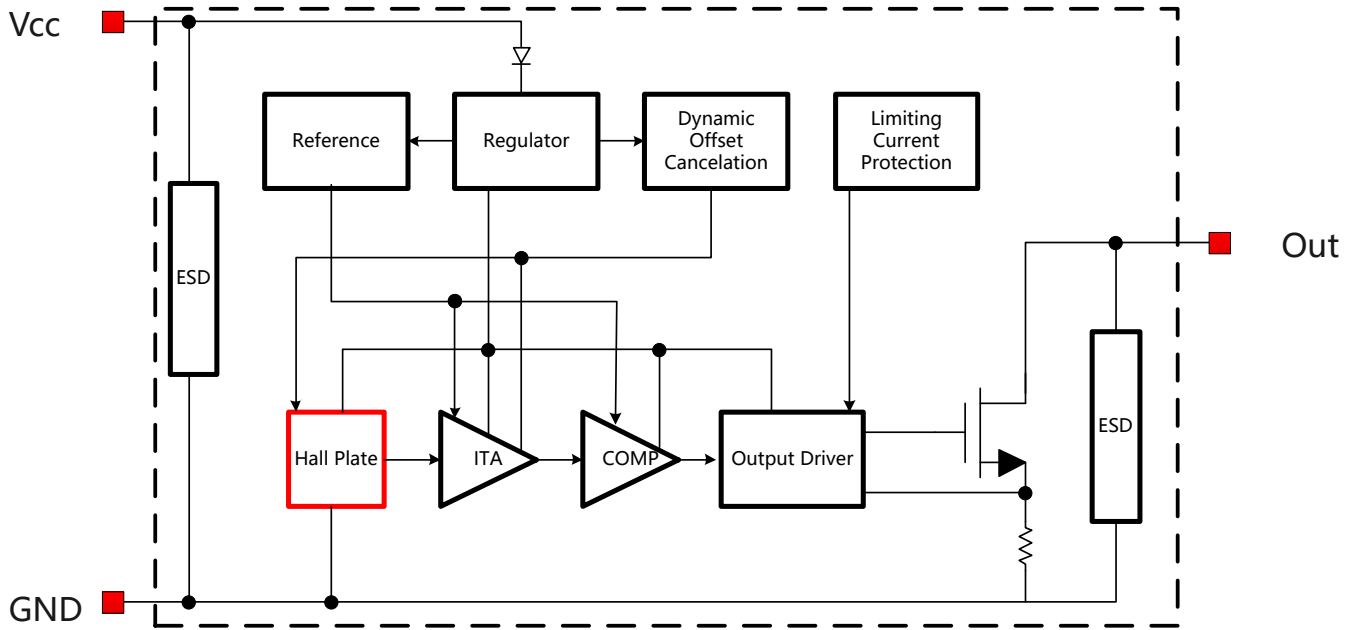 Vcc
Reference
Regulator
Dynamic
Offset
Cancelation
Limiting
Current
Protection
ESD
Out
Hall Plate
ITA
COMP
Output Driver
ESD
GND